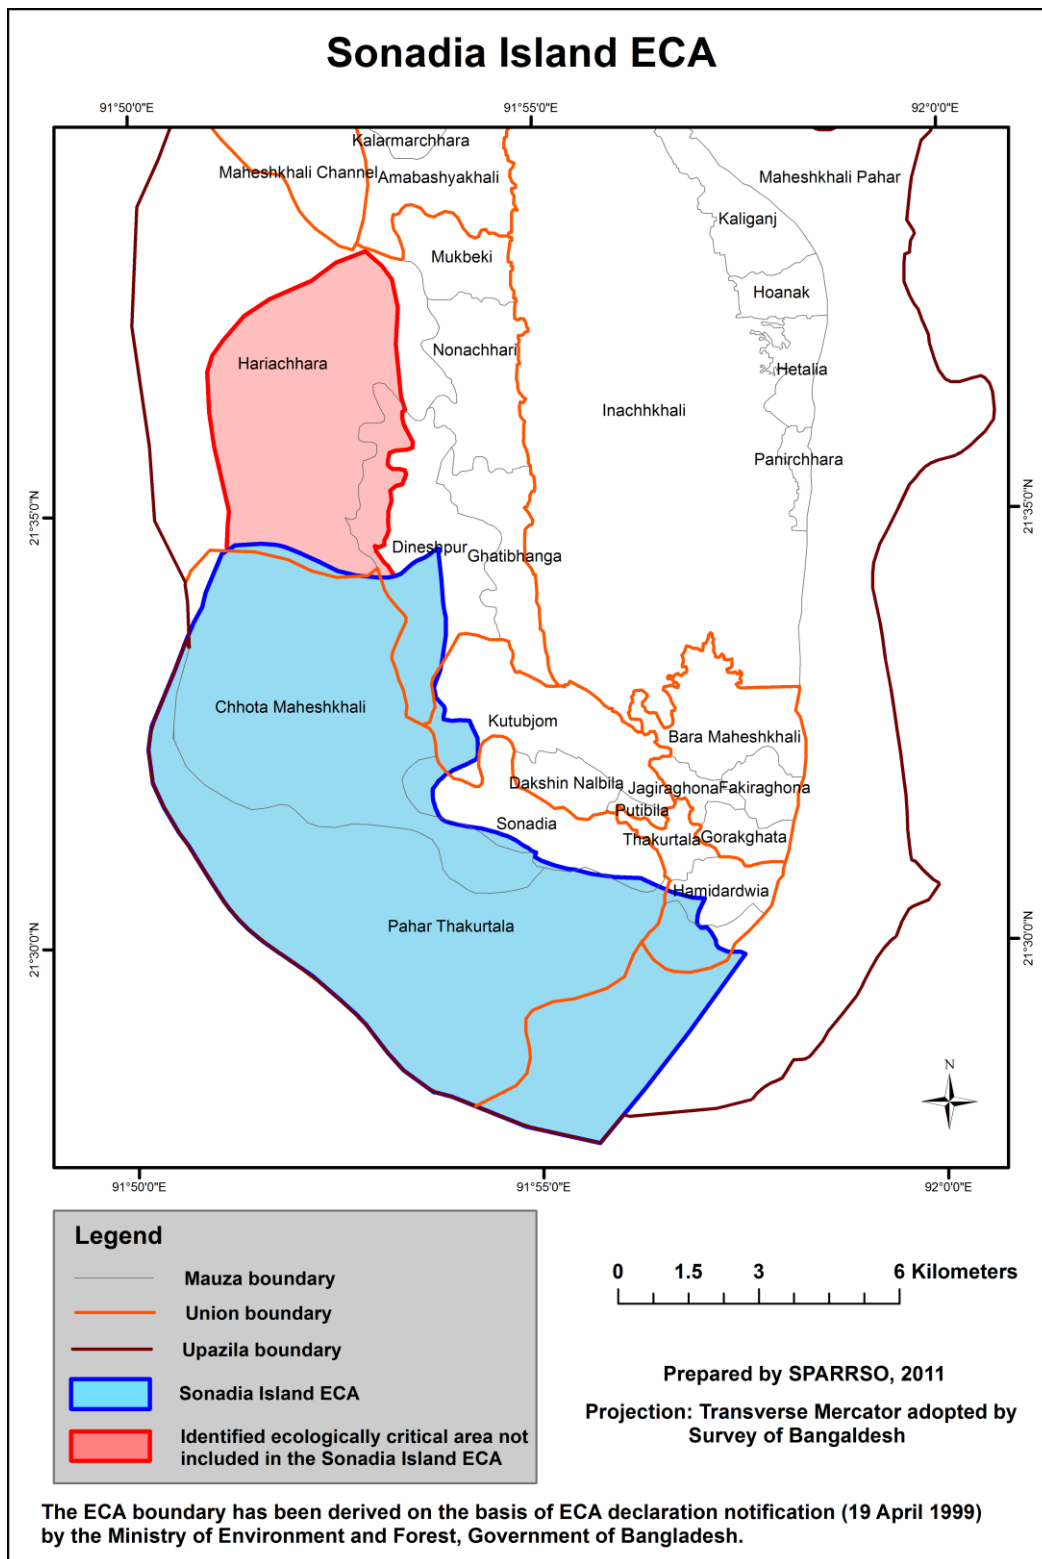 Sonadia Island ECA
91°50'0"E
91°55'0"E
92°0'0"E
Kalarmarchhara
Maheshkhali Channel
Amabashyakhali
Maheshkhali Pahar
Kaliganj
Mukbeki
Hoanak
Nonachhari
Hariachhara
Hetalia
Inachhkhali
Panirchhara
21°35'0"N
21°35'0"N
Dineshpur
Ghatibhanga
Chhota Maheshkhali
Kutubjom
Bara Maheshkhali
Dakshin Nalbila
Jagiraghona
Fakiraghona
Putibila
Sonadia
Thakurtala
Gorakghata
Hamidardwia
Pahar Thakurtala
21°30'0"N
21°30'0"N
N
91°50'0"E
91°55'0"E
92°0'0"E
Legend
Mauza boundary
Union boundary
Upazila boundary
Sonadia Island ECA
Identified ecologically critical area not
included in the Sonadia Island ECA
0 1.5 3 6 Kilometers
Prepared by SPARRSO, 2011
Projection: Transverse Mercator adopted by
Survey of Bangaldesh
The ECA boundary has been derived on the basis of ECA declaration notification (19 April 1999)
by the Ministry of Environment and Forest, Government of Bangladesh.